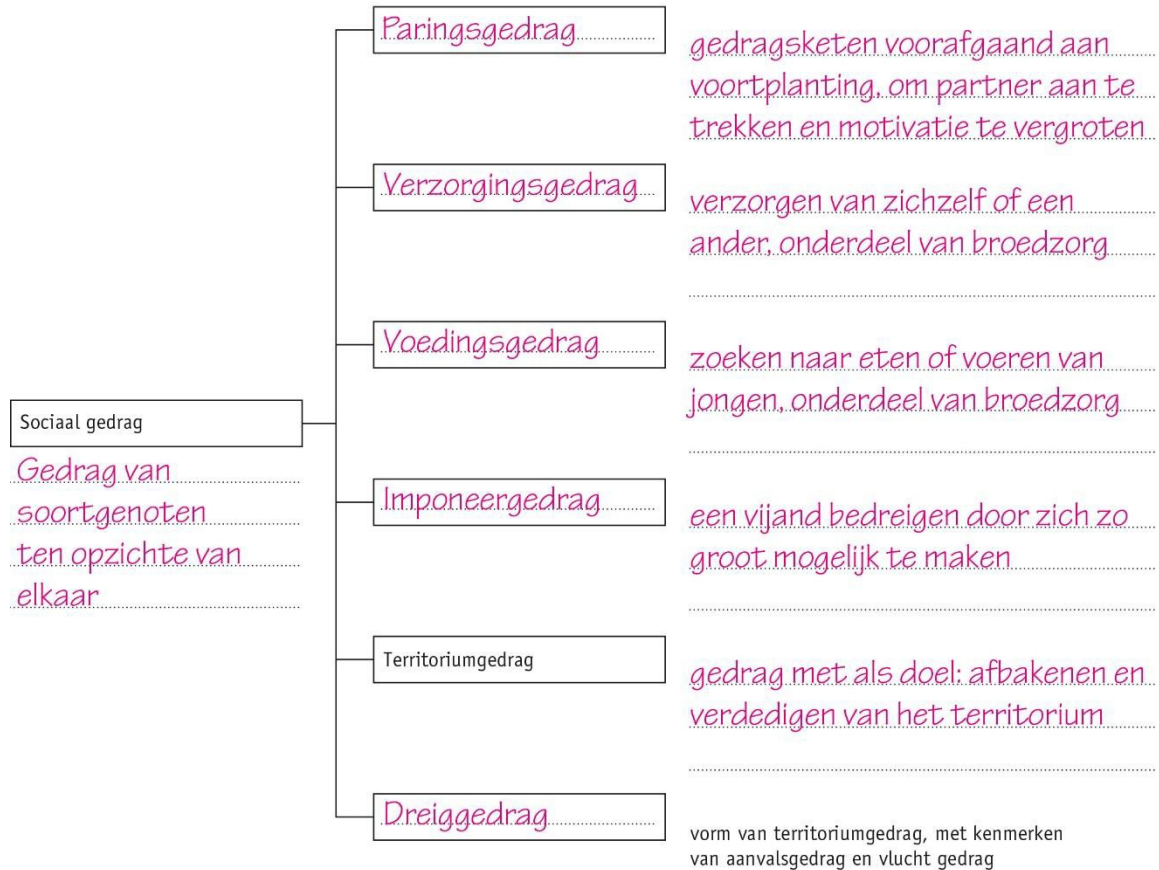 Paringsgedrag
gedragsketen voorafgaand aan
voortplanting, om partner aan te
trekken en motivatie te vergroten
Verzorgingsgedrag
verzorgen van zichzelf of een
ander, onderdeel van broedzorg
Voedingsgedrag
zoeken naar eten of voeren van
jongen, onderdeel van broedzorg
Sociaal gedrag
Gedrag van
soortgenoten
ten opzichte van
elkaar
Imponeergedrag
een vijand bedreigen door zich zo
groot mogelijk te maken
Territoriumgedrag
gedrag met als doel: afbakenen en
verdedigen van het territorium
Dreiggedrag
vorm van territoriumgedrag, met kenmerken
van aanvalsgedrag en vlucht gedrag